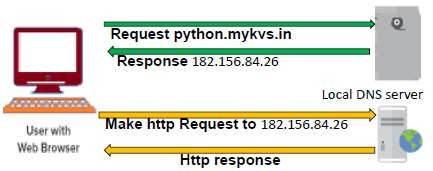 Request python.mykvs.in
Response 182.156.84.26
Local DNS server
Make http Request to 182.156.84.26
User with
Web Browser
Http response